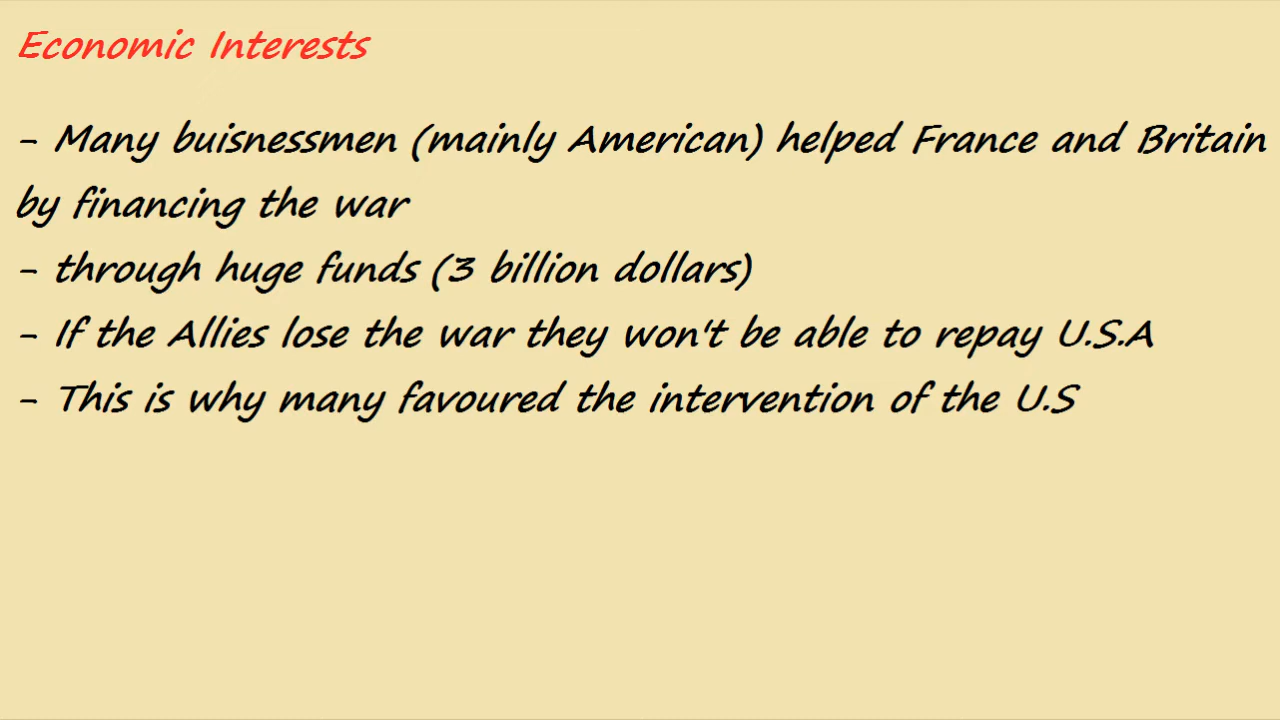 Economic Interests
- Many buisnessmen (mainly American) helped France and Britain
by financing the war
- through huge funds (3 billion dollars)
- If the Allies lose the war they won't be able to repay U.S.A
- This is why many favoured the intervention of the U.S